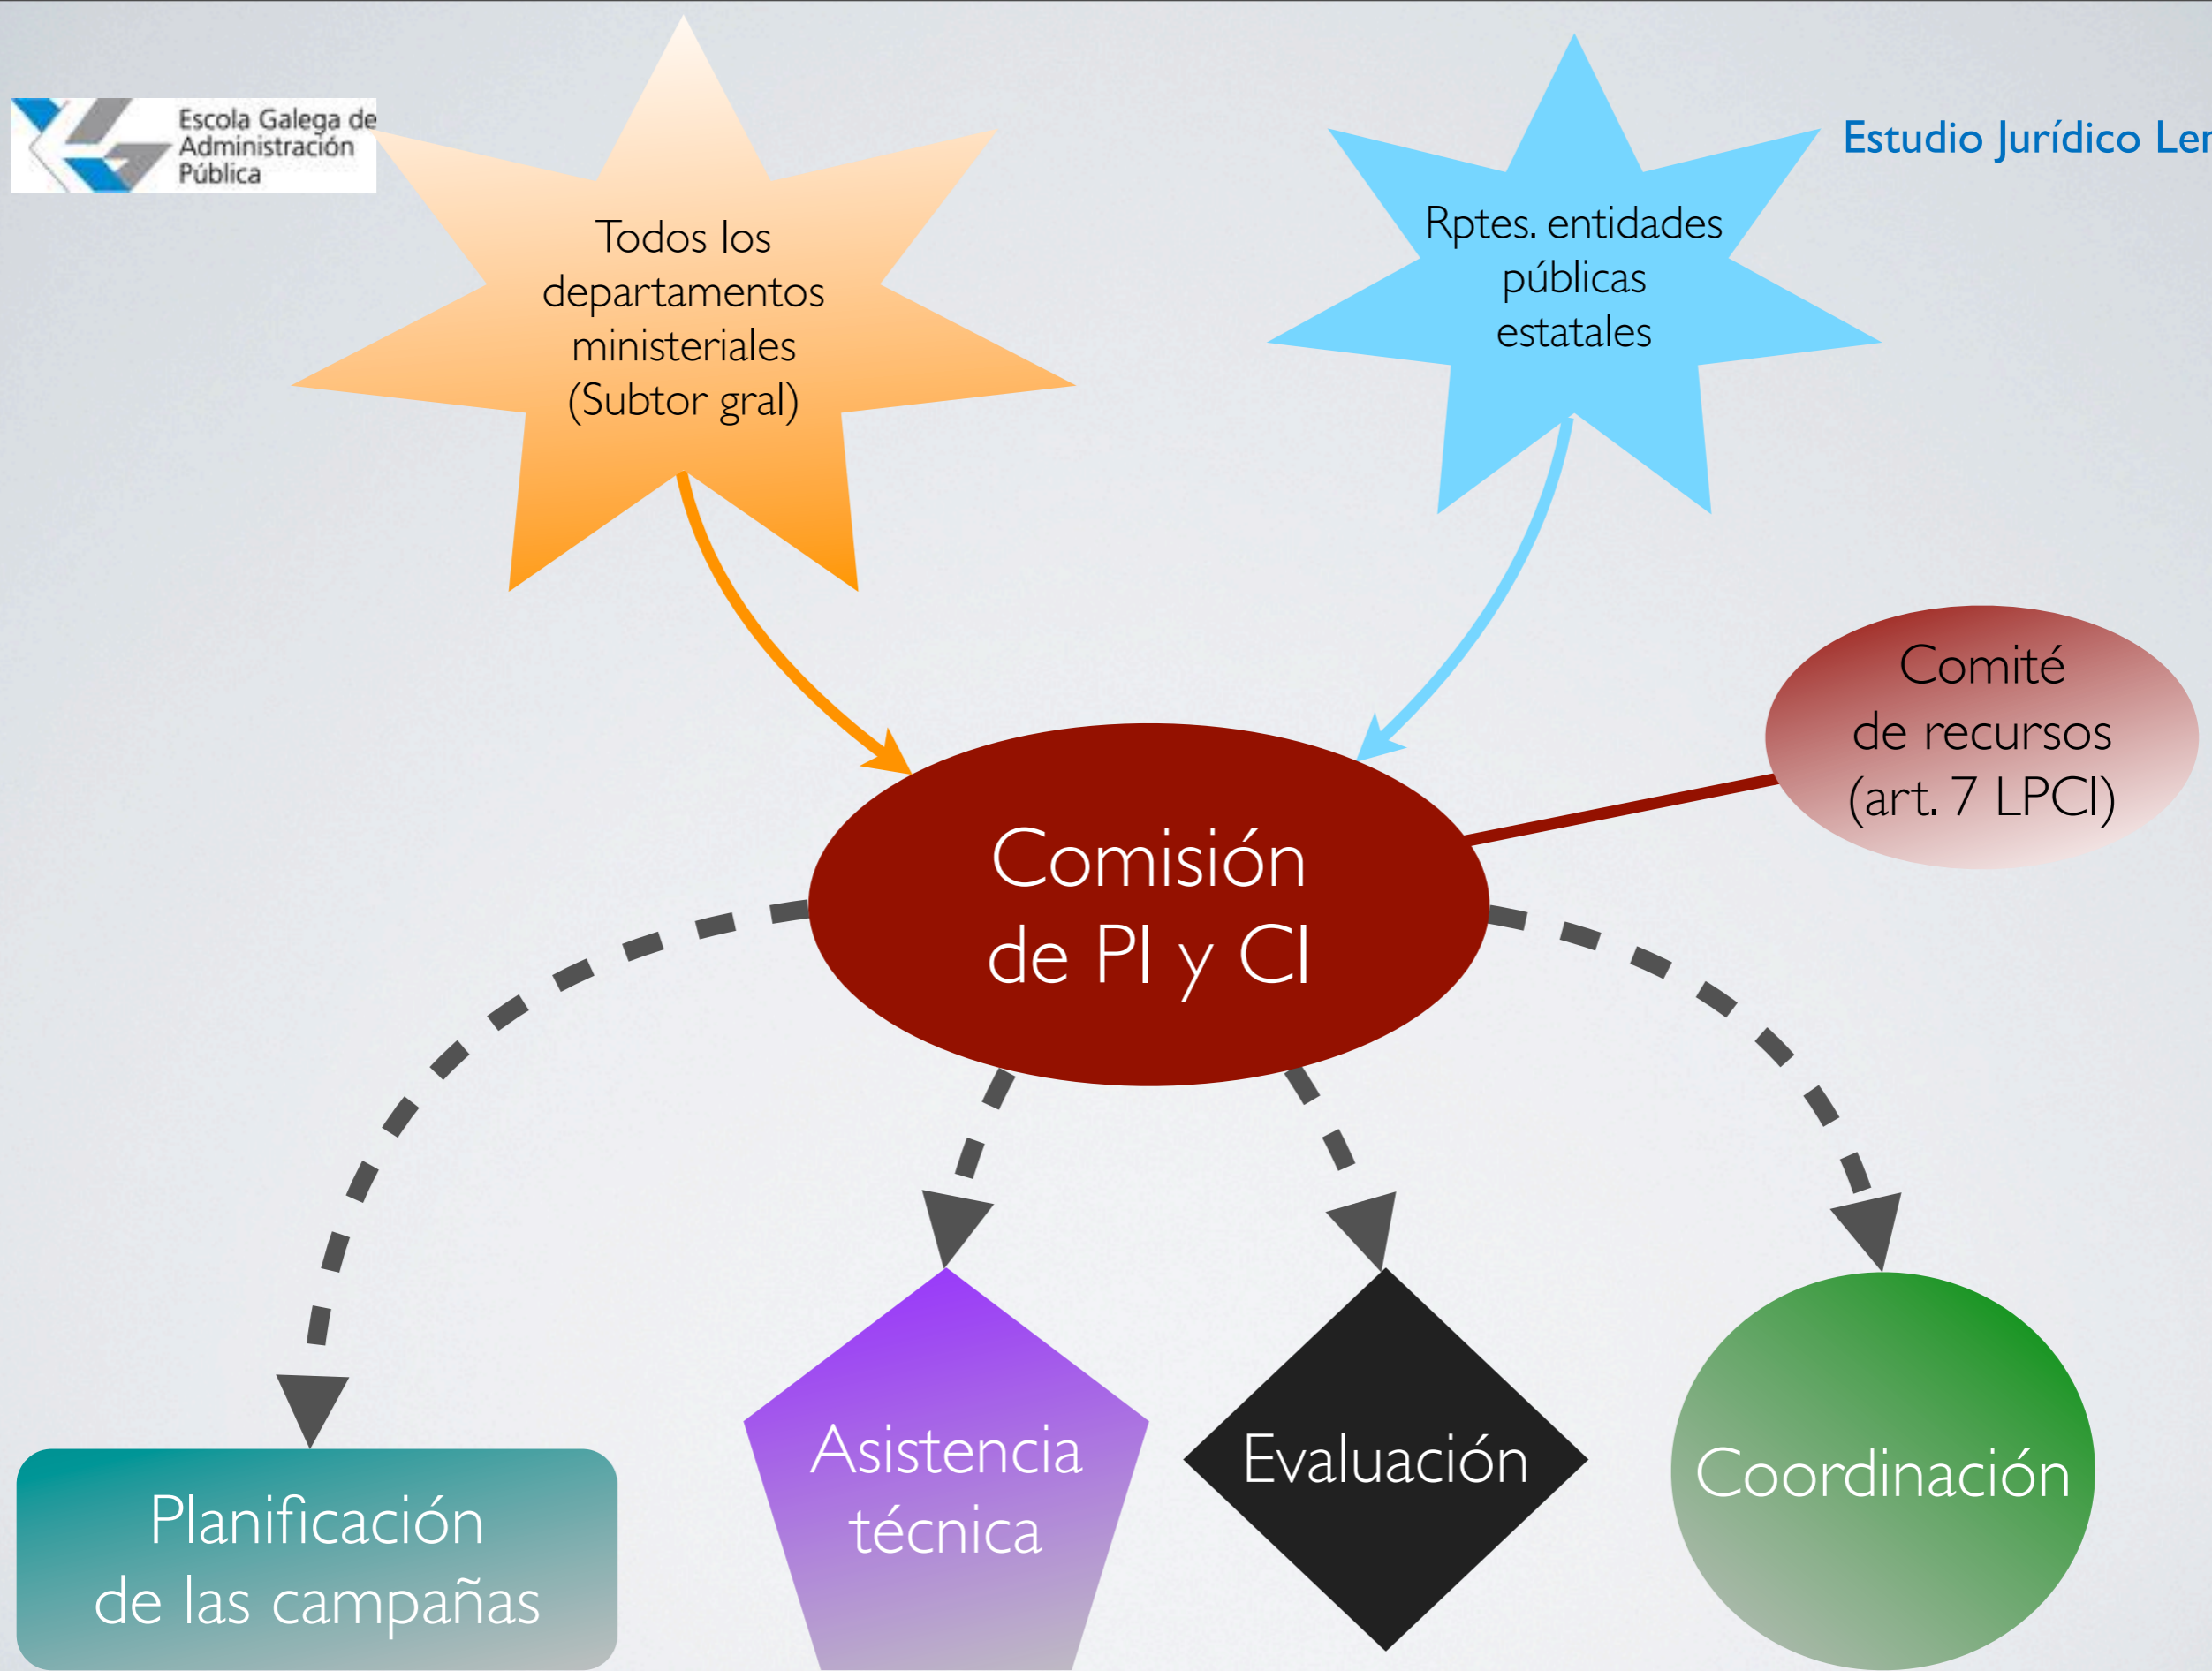 Escola Galega de
Administración
Pública
Estudio Jurídico
Todos los
departamentos
ministeriales
(Subtor gral)
Rptes. entidades
públicas
estatales
Comité
de recursos
(art. 7 LPCI)
Comisión
de PI y CI
Planificación
de las campañas
Asistencia
técnica
Evaluación
Coordinación